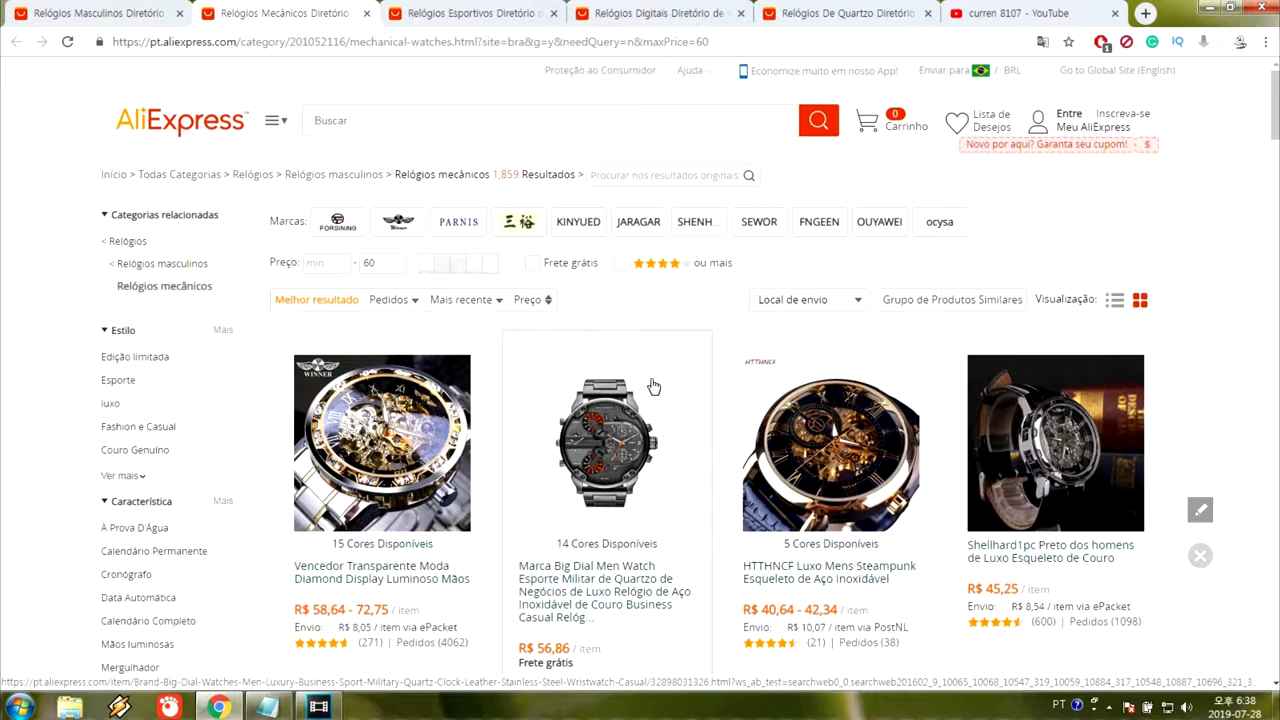 Relógios Masculinos Diretório
Relógios Mecânicos Diretório
Relógios Esportivos Diretório
Relógios Digitais Diretório de
Relógios De Quartzo Diretório
curren 8107 - YouTube
https://pt.aliexpress.com/category/201052116/mechanical-watches.html?site=bra&g=y&needQuery=n&maxPrice=60
Proteção ao Consumidor
Ajuda
Economize muito em nosso App!
Enviar para / BRL
Go to Global Site (English)
AliExpress
Buscar
0
Carrinho
Lista de
Desejos
Entre Inscreva-se
Meu AliExpress
Novo por aqui? Garanta seu cupom! $
Início > Todas Categorias > Relógios > Relógios masculinos > Relógios mecânicos 1,859 Resultados >
Procurar nos resultados originais
Categorias relacionadas
< Relógios
< Relógios masculinos
Relógios mecânicos
Marcas:
FORSINING
Winner
PARNIS
三裕
KINYUED
JARAGAR
SHENH...
SEWOR
FNGEEN
OUYAWEI
ocysa
Preço: min - 60
Frete grátis
ou mais
Melhor resultado
Pedidos
Mais recente
Preço
Local de envio
Grupo de Produtos Similares
Visualização:
Estilo Mais
Edição limitada
Esporte
luxo
Fashion e Casual
Couro Genuíno
Ver mais
Característica Mais
À Prova D'Água
Calendário Permanente
Cronógrafo
Data Automática
Calendário Completo
Mãos luminosas
Mergulhador
WINNER
15 Cores Disponíveis
Vencedor Transparente Moda
Diamond Display Luminoso Mãos
R$ 58,64 - 72,75 / item
Envio: R$ 8,05 / item via ePacket
(271) | Pedidos (4062)
14 Cores Disponíveis
Marca Big Dial Men Watch
Esporte Militar de Quartzo de
Negócios de Luxo Relógio de Aço
Inoxidável de Couro Business
Casual Relóg...
R$ 56,86 / item
Frete grátis
HTTHNCF
5 Cores Disponíveis
HTTHNCF Luxo Mens Steampunk
Esqueleto de Aço Inoxidável
R$ 40,64 - 42,34 / item
Envio: R$ 10,07 / item via PostNL
(21) | Pedidos (38)
Shellhard1pc Preto dos homens
de Luxo Esqueleto de Couro
R$ 45,25 / item
Envio: R$ 8,54 / item via ePacket
(600) | Pedidos (1098)
https://pt.aliexpress.com/item/Brand-Big-Dial-Watches-Men-Luxury-Business-Sport-Military-Quartz-Clock-Leather-Stainless-Steel-Wristwatch-Casual/32898031326.html?ws_ab_test=searchweb0_0,searchweb201602_9_10065_10068_10547_319_10059_10884_317_10548_10887_10696_321_3...
PT
오후 6:38
2019-07-28